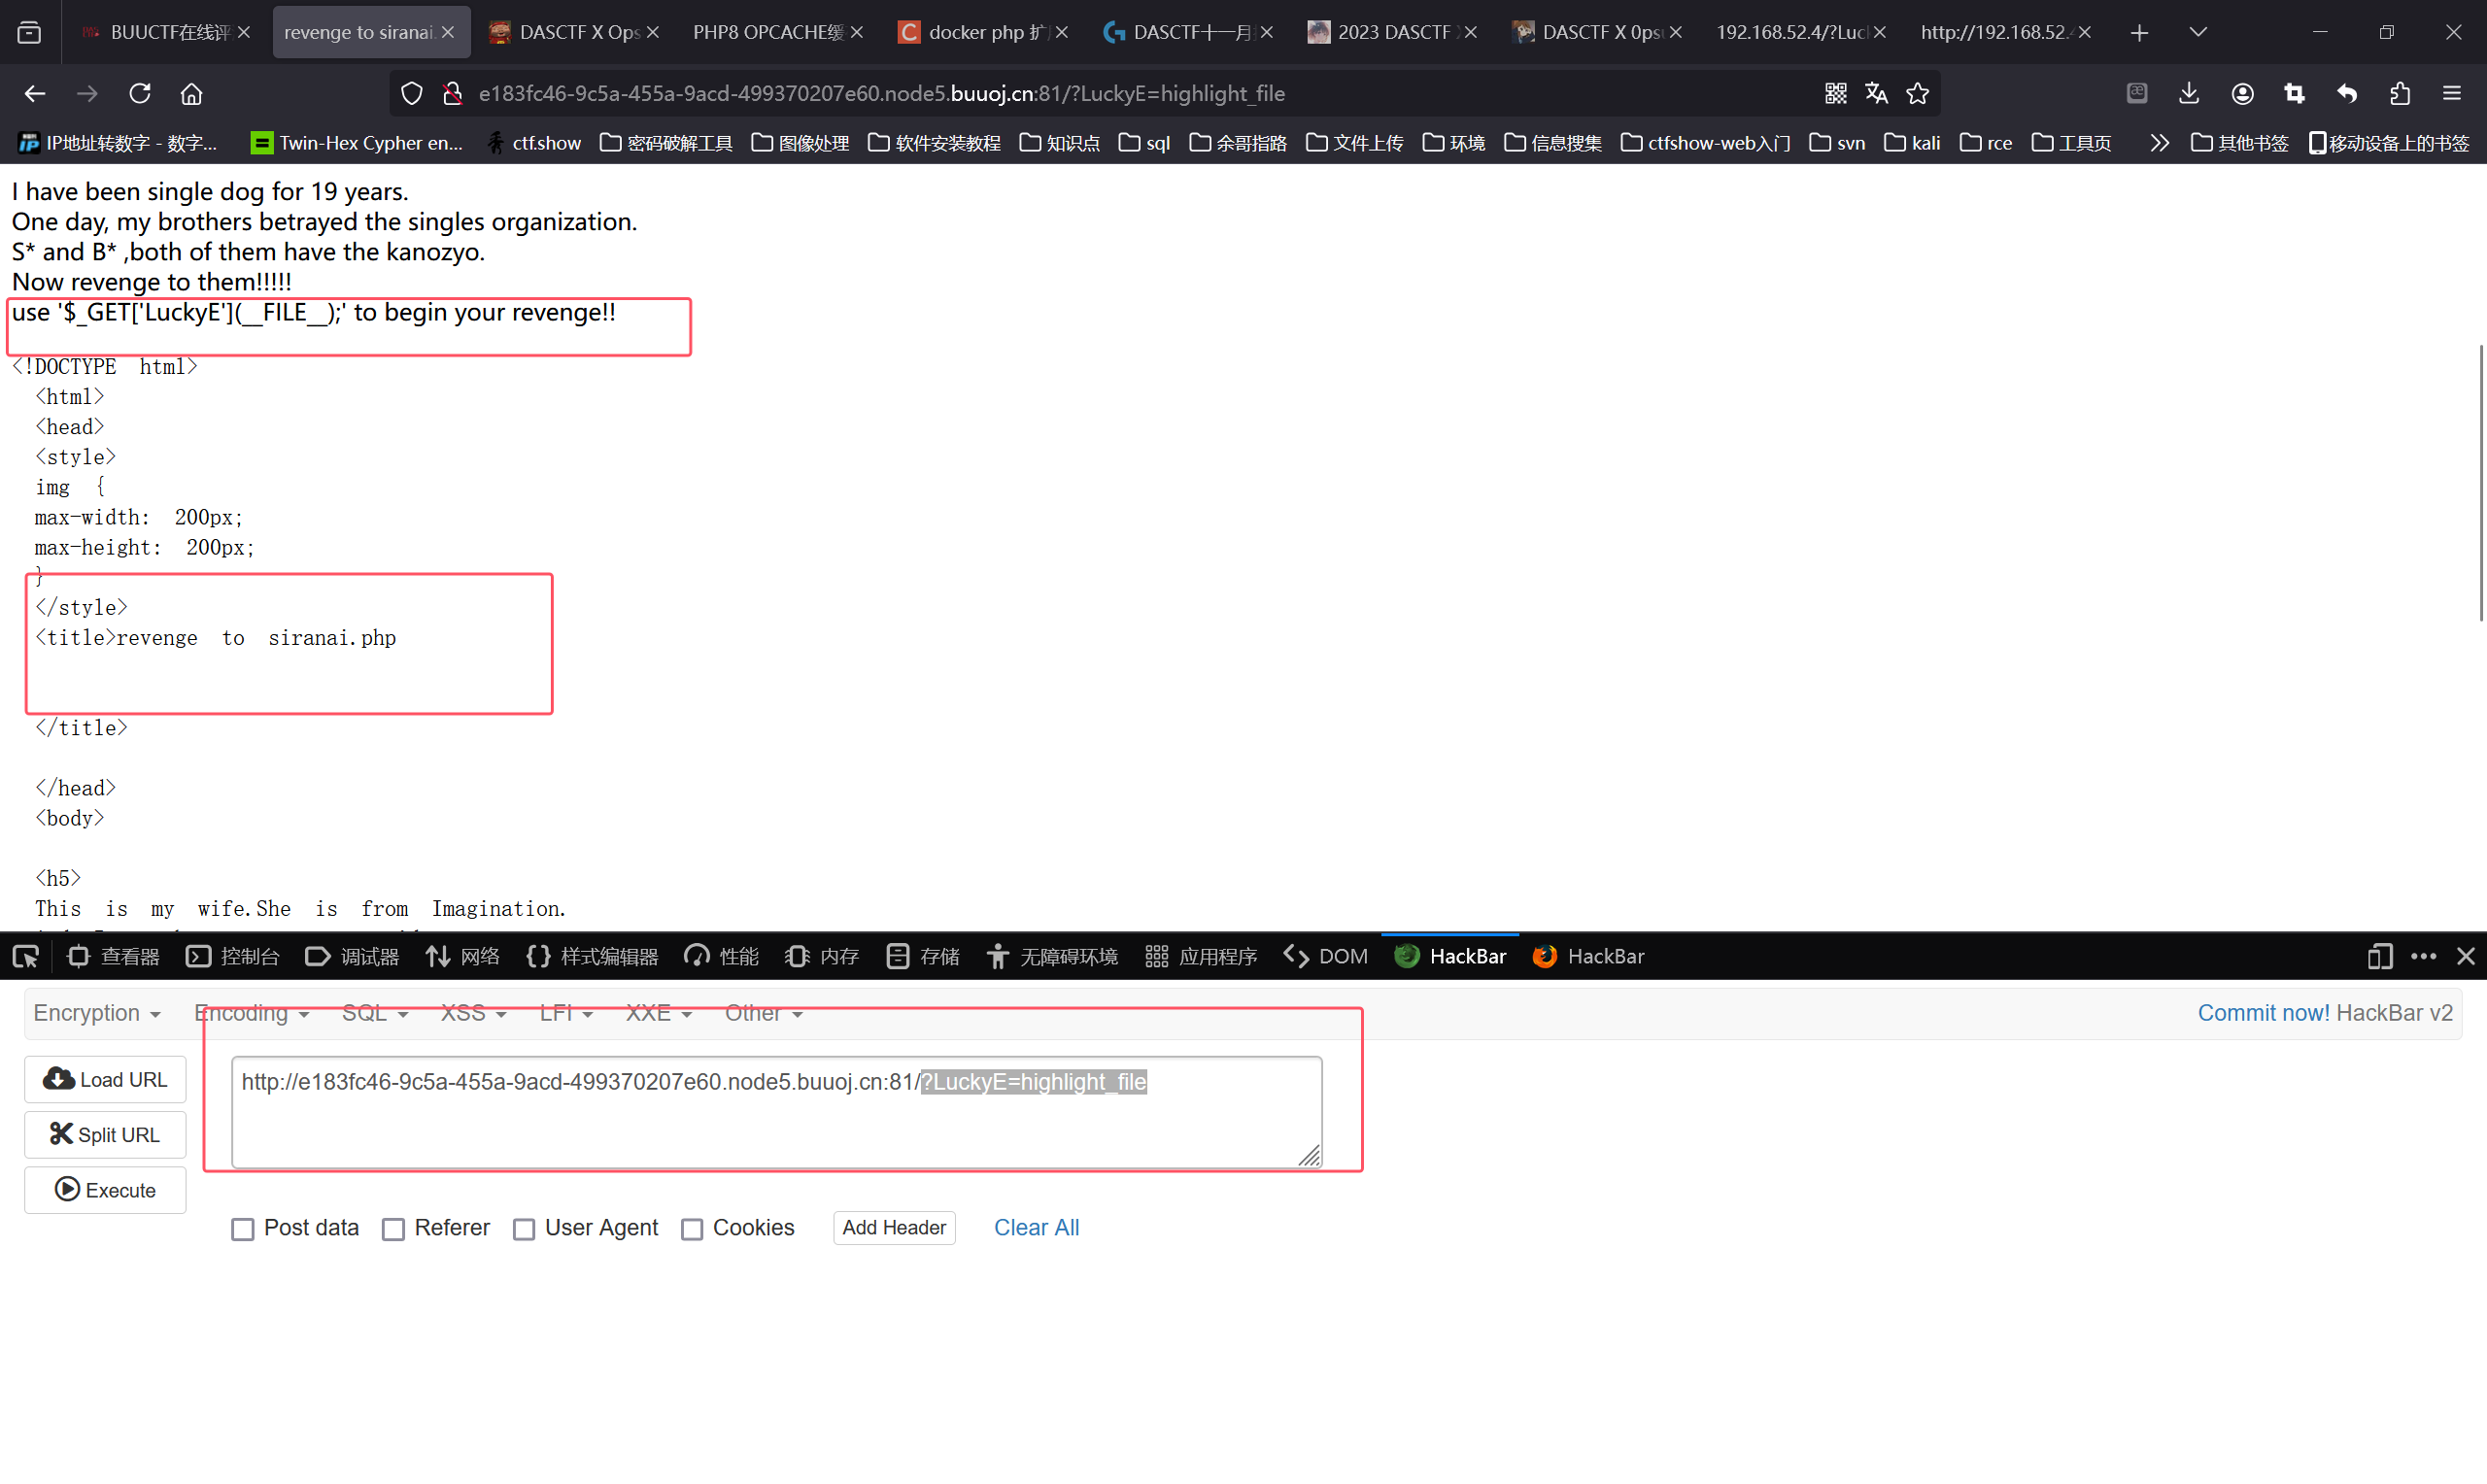 BUUCTF在线评
revenge to siranai.
DASCTF X Ops
PHP8 OPCACHE缓
docker php 扩
DASCTF十一月
2023 DASCTF
DASCTF X 0ps
192.168.52.4/?Luc
http://192.168.52.
e183fc46-9c5a-455a-9acd-499370207e60.node5.buuoj.cn:81/?LuckyE=highlight_file
IP地址转数字 - 数字...
Twin-Hex Cypher en...
ctf.show
密码破解工具
图像处理
软件安装教程
知识点
sql
余哥指路
文件上传
环境
信息搜集
ctfshow-web入门
svn
kali
rce
工具页
其他书签
移动设备上的书签
I have been single dog for 19 years.
One day, my brothers betrayed the singles organization.
S* and B* ,both of them have the kanozyo.
Now revenge to them!!!!!
use '$_GET['LuckyE'](__FILE__);' to begin your revenge!!
<!DOCTYPE html>
<html>
<head>
<style>
img {
max-width: 200px;
max-height: 200px;
}
</style>
<title>revenge to siranai.php
</title>
</head>
<body>
<h5>
This is my wife.She is from Imagination.
查看器
控制台
调试器
网络
样式编辑器
性能
内存
存储
无障碍环境
应用程序
DOM
HackBar
HackBar
Encryption
Encoding
SQL
XSS
LFI
XXE
Other
Commit now! HackBar v2
Load URL
http://e183fc46-9c5a-455a-9acd-499370207e60.node5.buuoj.cn:81/?LuckyE=highlight_file
Split URL
Execute
Post data
Referer
User Agent
Cookies
Add Header
Clear All